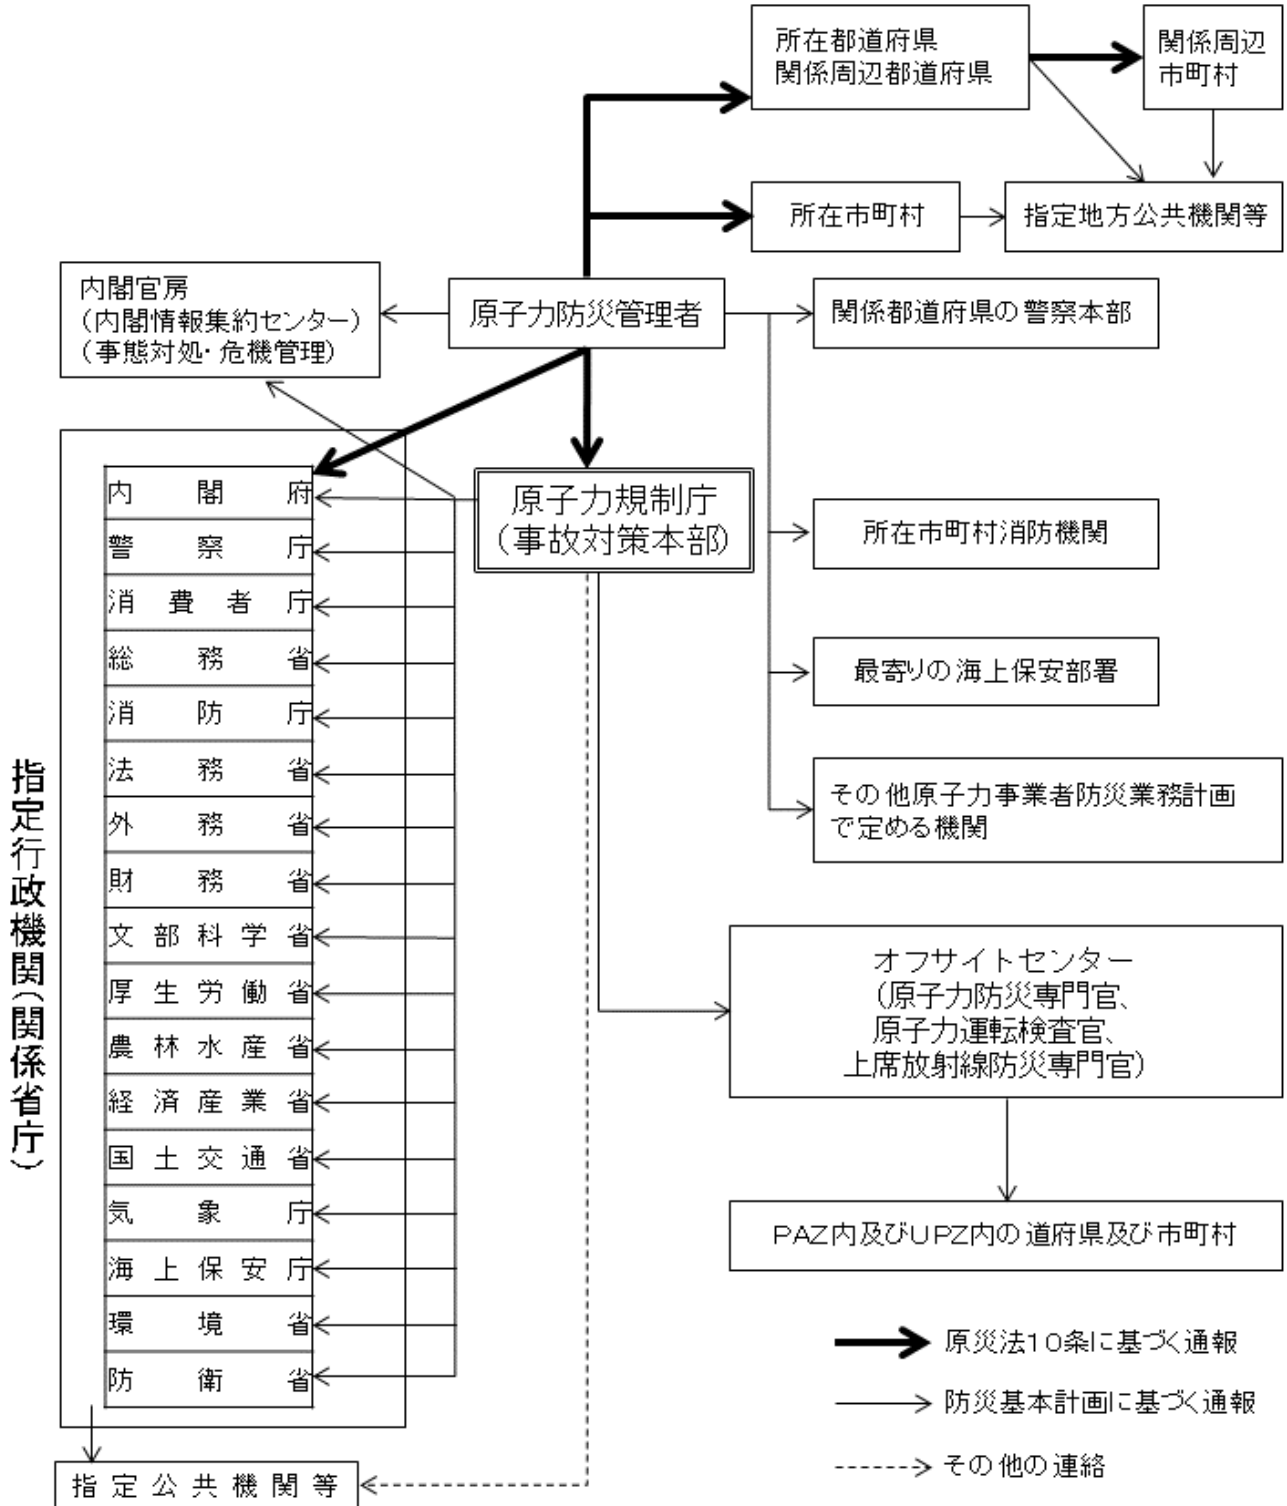 所在都道府県
関係周辺都道府県
関係周辺
市町村
所在市町村
指定地方公共機関等
内閣官房
（内閣情報集約センター）
（事態対処・危機管理）
原子力防災管理者
関係都道府県の警察本部
内閣府
警察庁
消費者庁
総務省
消防庁
法務省
外務省
財務省
文部科学省
厚生労働省
農林水産省
経済産業省
国土交通省
気象庁
海上保安庁
環境省
防衛省
指定行政機関（関係省庁）
原子力規制庁
（事故対策本部）
所在市町村消防機関
最寄りの海上保安部署
その他原子力事業者防災業務計画
で定める機関
オフサイトセンター
（原子力防災専門官、
原子力運転検査官、
上席放射線防災専門官）
PAZ内及びUPZ内の道府県及び市町村
原災法10条に基づく通報
防災基本計画に基づく通報
その他の連絡
指定公共機関等